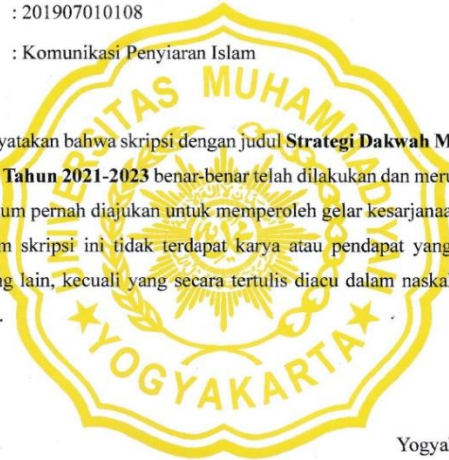 : 201907010108
: Komunikasi Penyiaran Islam
UNIVERSITAS MUHAMMADIYAH
yatakan bahwa skripsi dengan judul Strategi Dakwah M
Tahun 2021-2023 benar-benar telah dilakukan dan meru
um pernah diajukan untuk memperoleh gelar kesarjanaa
m skripsi ini tidak terdapat karya atau pendapat yang
ng lain, kecuali yang secara tertulis diacu dalam naska
YOGYAKARTA
Yogya